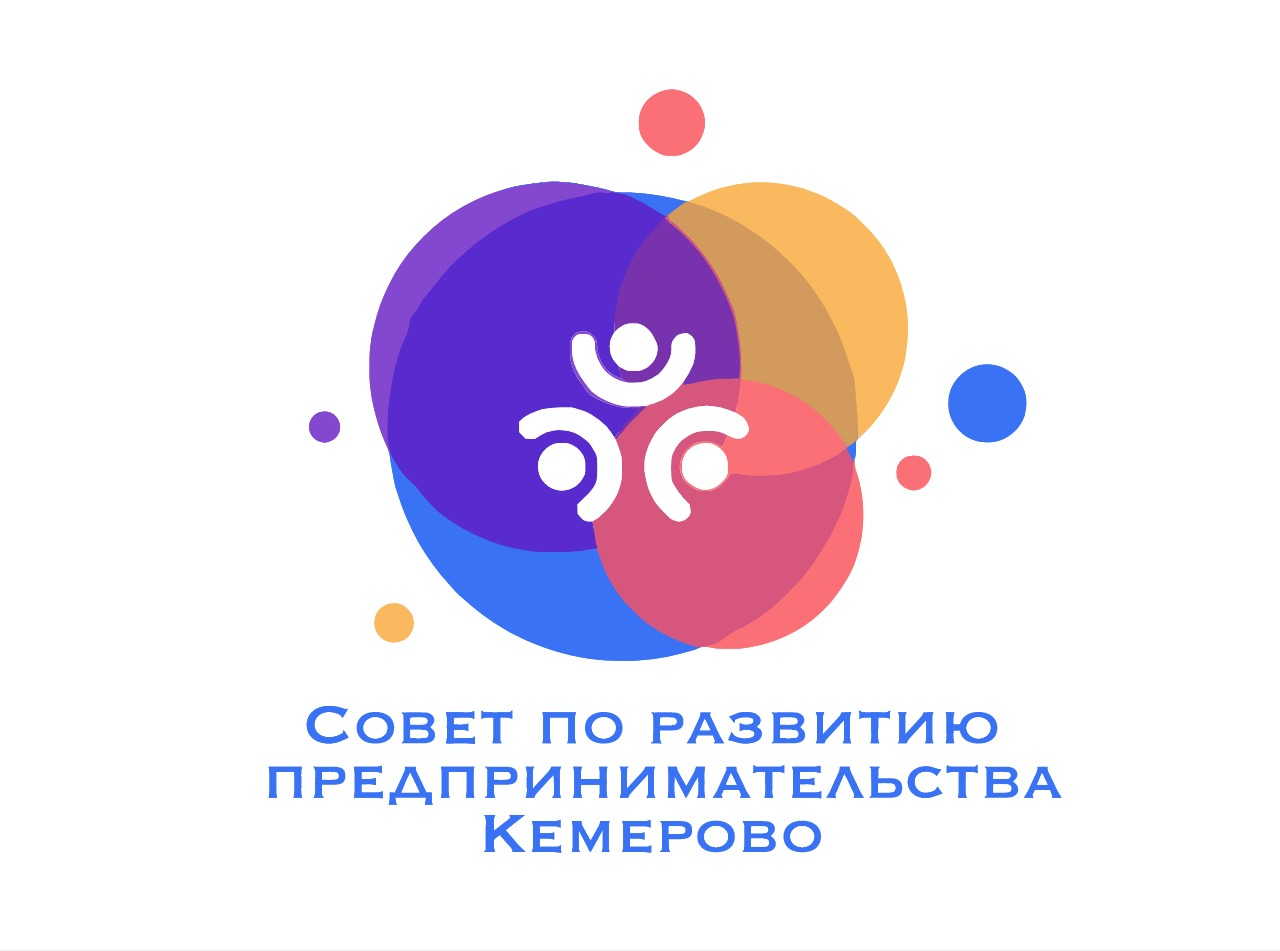 Совет по развитию
предпринимательства
Кемерово